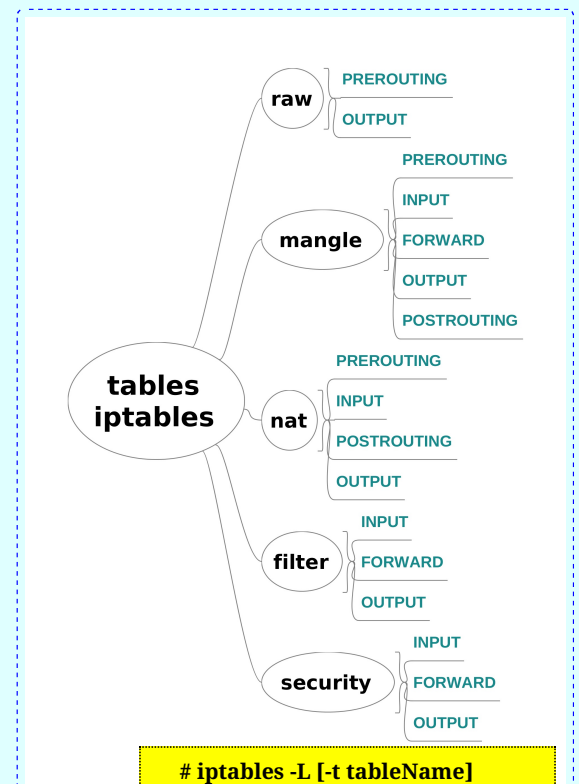 raw
PREROUTING
OUTPUT
mangle
PREROUTING
INPUT
FORWARD
OUTPUT
POSTROUTING
tables
iptables
nat
PREROUTING
INPUT
POSTROUTING
OUTPUT
filter
INPUT
FORWARD
OUTPUT
security
INPUT
FORWARD
OUTPUT
# iptables -L [-t tableName]